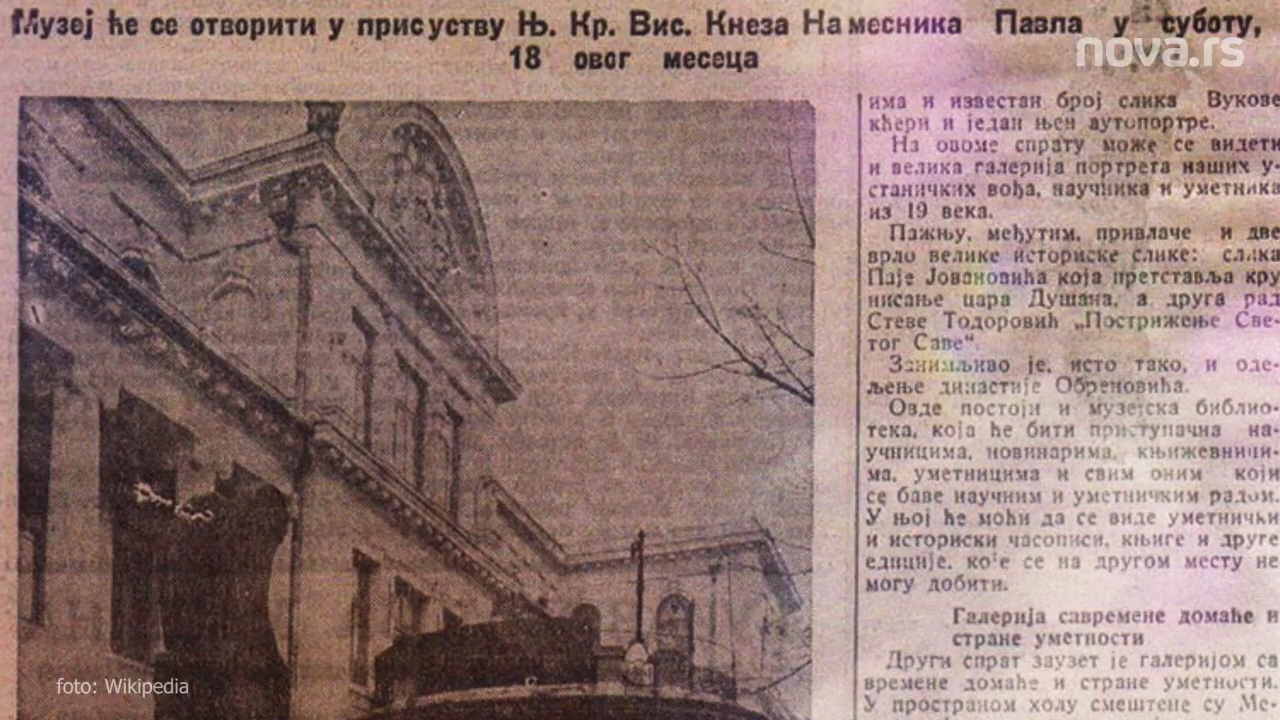 Музеј ће се отворити у присуству Њ. Кр. Вис. Кнеза Намесника Павла у суботу,
18 овог месеца
nova.rs
има и известан број слика Вукове
кћери и један њен аутопортре.
На овоме спрату може се видети
и велика галерија портрета наших у-
станичких вођа, научника и уметника
из 19 века.
Пажњу, међутим, привлаче и две
врло велике историске слике: слика
Паје Јовановића која претставља кру
нисање цара Душана, а друга рад
Стеве Тодоровић „Пострижење Све-
тог Саве“.
Занимљиво је, исто тако, и оде-
љење династије Обреновића.
Овде постоји и музејска библио-
тека, која ће бити приступачна на-
учницима, новинарима, књижевници-
ма, уметницима и свим оним који
се баве научним и уметничким радом.
У њој ће моћи да се виде уметнички
и историски часописи, књиге и друге
едиције, које се на другом месту не
могу добити.
Галерија савремене домаће и
стране уметности
Други спрат заузет је галеријом са
времене домаће и стране уметности.
У пространом холу смештене су Ме-
foto: Wikipedia